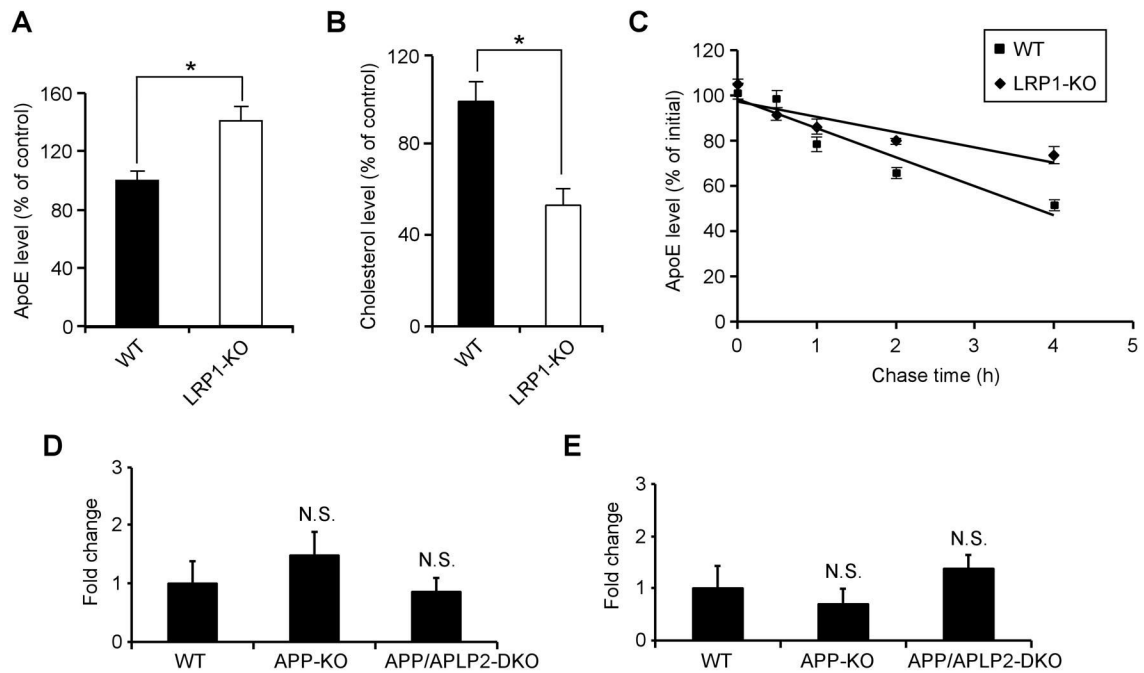 A
ApoE level (% of control)
160
120
80
40
0
*
WT
LRP1-KO
B
Cholesterol level (% of control)
120
80
40
0
*
WT
LRP1-KO
C
ApoE level (% of initial)
120
100
80
60
40
20
0
0
1
2
3
4
5
Chase time (h)
WT
LRP1-KO
D
Fold change
3
2
1
0
N.S.
N.S.
WT
APP-KO
APP/APLP2-DKO
E
Fold change
3
2
1
0
N.S.
N.S.
WT
APP-KO
APP/APLP2-DKO